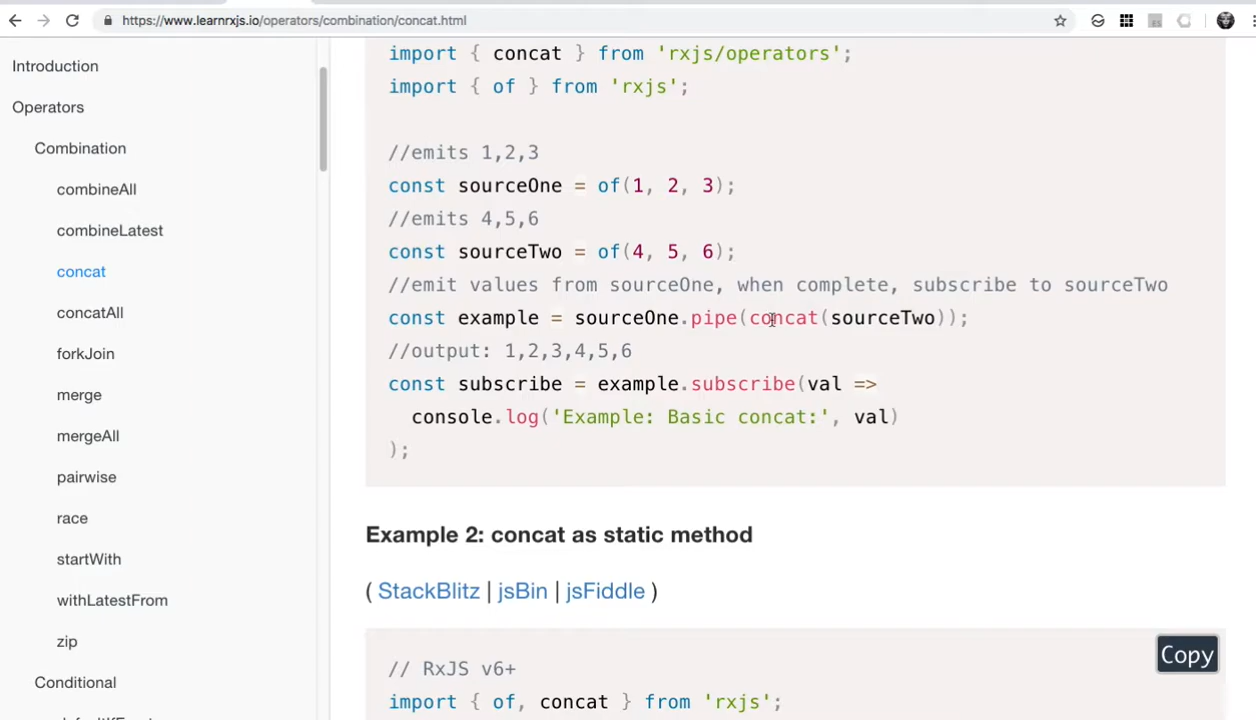 https://www.learnrxjs.io/operators/combination/concat.html
Introduction
Operators
Combination
combineAll
combineLatest
concat
concatAll
forkJoin
merge
mergeAll
pairwise
race
startWith
withLatestFrom
zip
Conditional
import { concat } from 'rxjs/operators';
import { of } from 'rxjs';
//emits 1,2,3
const sourceOne = of(1, 2, 3);
//emits 4,5,6
const sourceTwo = of(4, 5, 6);
//emit values from sourceOne, when complete, subscribe to sourceTwo
const example = sourceOne.pipe(concat(sourceTwo));
//output: 1,2,3,4,5,6
const subscribe = example.subscribe(val =>
console.log('Example: Basic concat:', val)
);
Example 2: concat as static method
( StackBlitz | jsBin | jsFiddle )
Copy
// RxJS v6+
import { of, concat } from 'rxjs';